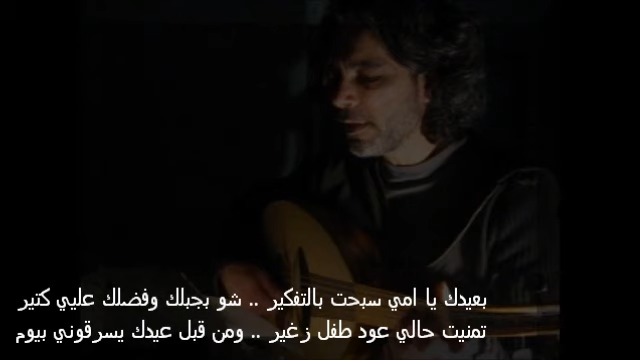 بعيدك يا امي سبحت بالتفكير .. شو بجبلك وفضلك عليي كتير
تمنيت حالي عود طفل زغير .. ومن قبل عيدك يسرقوني بيوم